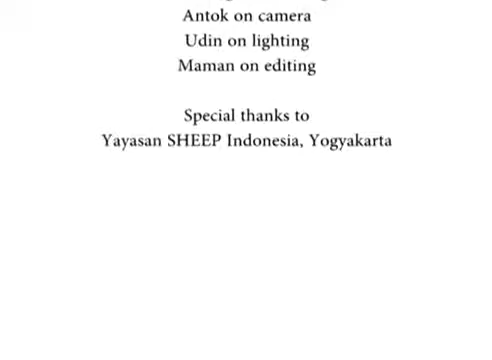 Antok on camera
Udin on lighting
Maman on editing
Special thanks to
Yayasan SHEEP Indonesia, Yogyakarta